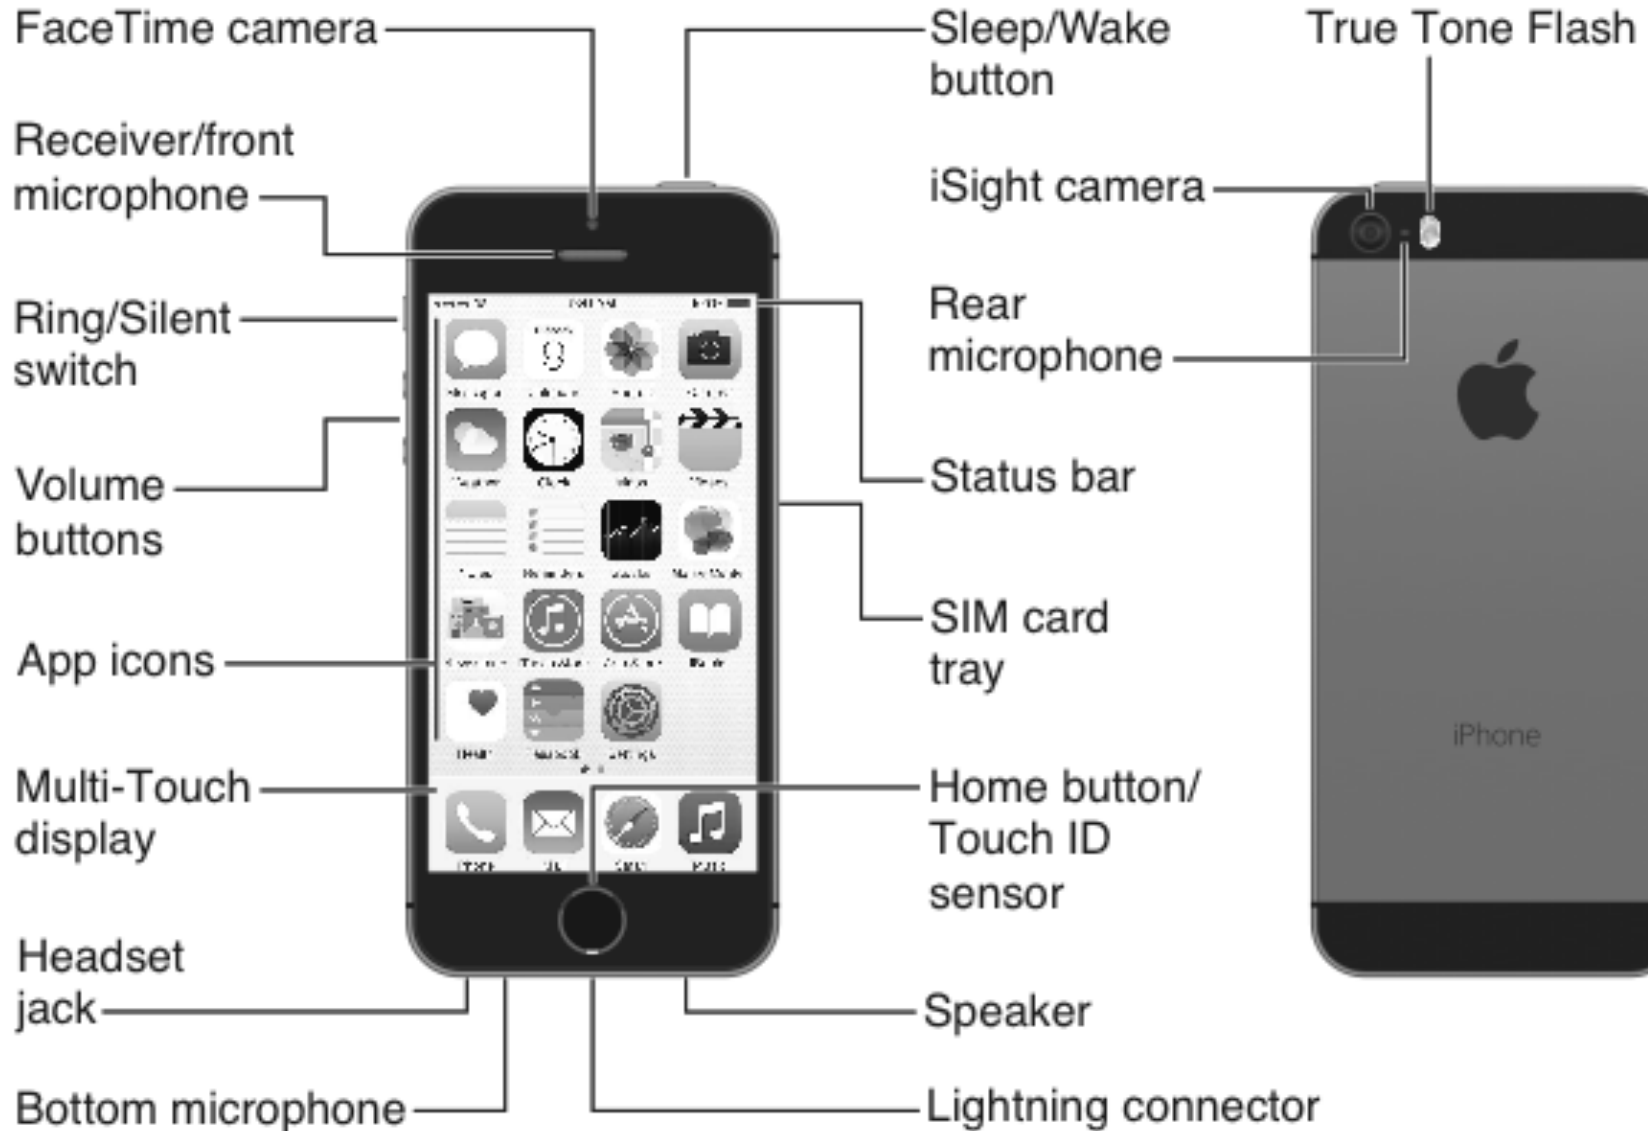 FaceTime camera
Receiver/front
microphone
Ring/Silent
switch
Volume
buttons
App icons
Multi-Touch
display
Headset
jack
Bottom microphone
Sleep/Wake
button
Status bar
SIM card
tray
Home button/
Touch ID
sensor
Speaker
Lightning connector
True Tone Flash
iSight camera
Rear
microphone
iPhone